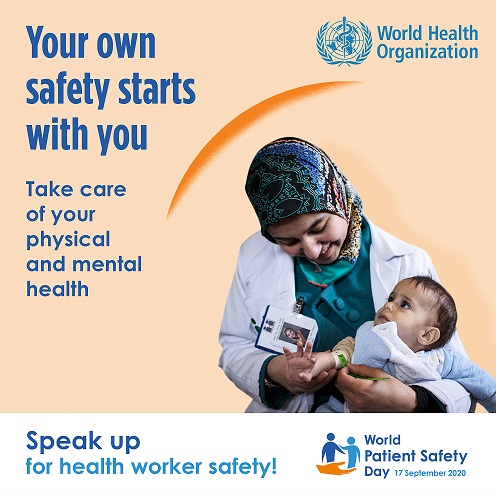 Your own
safety starts
with you
World Health
Organization
Take care
of your
physical
and mental
health
Speak up
for health worker safety!
World
Patient Safety
Day 17 September 2020